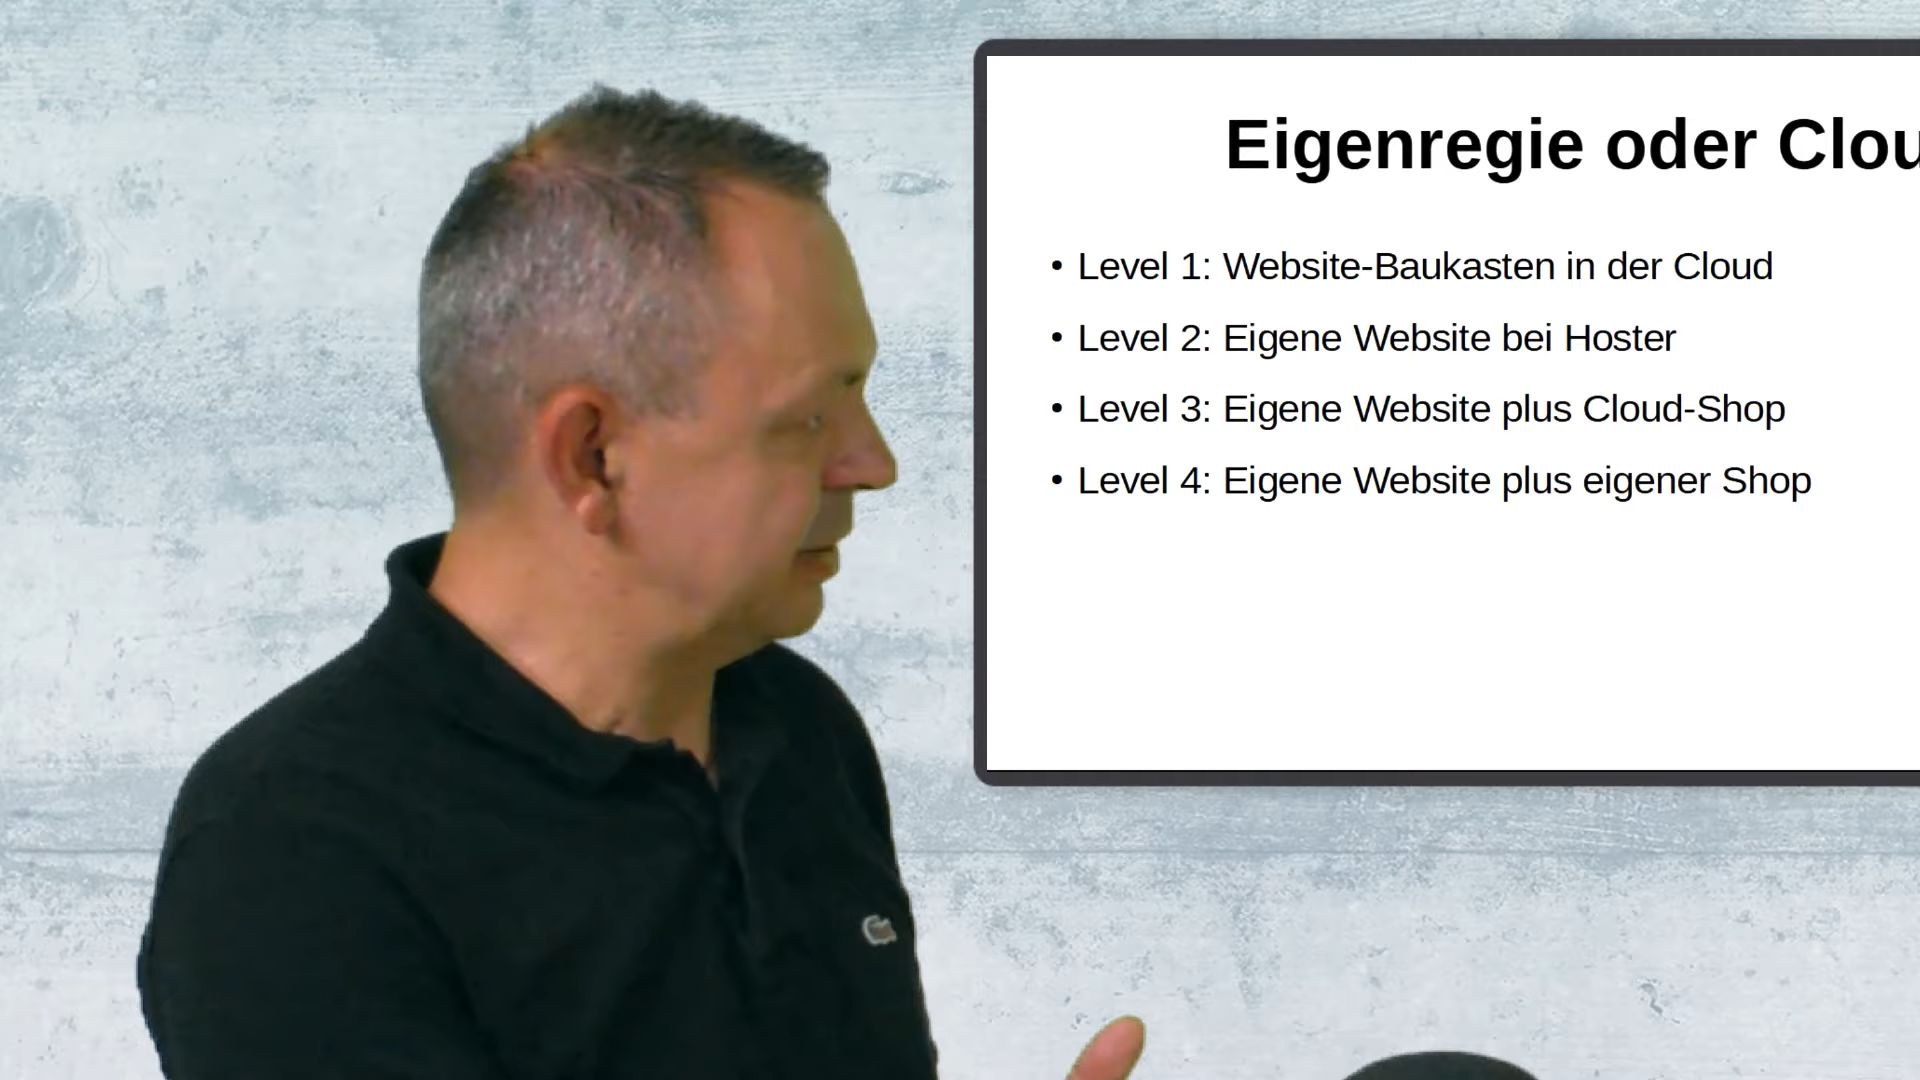 Eigenregie oder Clou
• Level 1: Website-Baukasten in der Cloud
• Level 2: Eigene Website bei Hoster
• Level 3: Eigene Website plus Cloud-Shop
• Level 4: Eigene Website plus eigener Shop